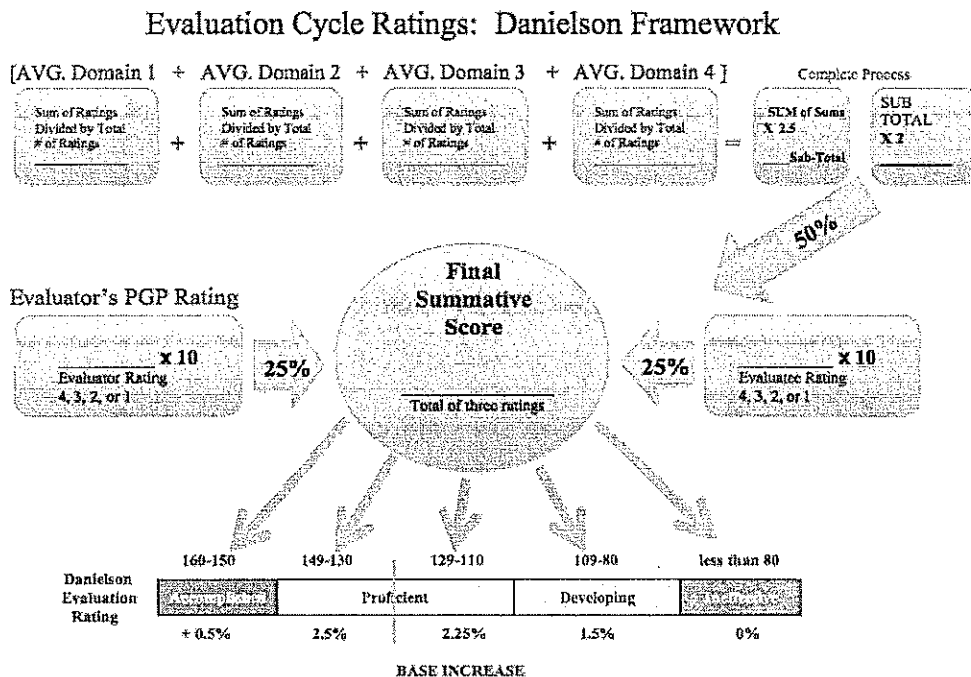 Evaluation Cycle Ratings: Danielson Framework
[AVG. Domain 1 + AVG. Domain 2 + AVG. Domain 3 + AVG. Domain 4 ]
Complete Process
Sum of Ratings
Divided by Total
# of Ratings
+
Sum of Ratings
Divided by Total
# of Ratings
+
Sum of Ratings
Divided by Total
# of Ratings
+
Sum of Ratings
Divided by Total
# of Ratings
=
SUM of Sums
X 2.5
Sub-Total
SUB
TOTAL
X 2
50%
Final
Summative
Score
Total of three ratings
Evaluator's PGP Rating
x 10
Evaluator Rating
4, 3, 2, or 1
25%
25%
x 10
Evaluatee Rating
4, 3, 2, or 1
160-150 149-130 129-110 109-80 less than 80
Danielson
Evaluation
Rating
Proficient Developing
+ 0.5% 2.5% 2.25% 1.5% 0%
BASE INCREASE